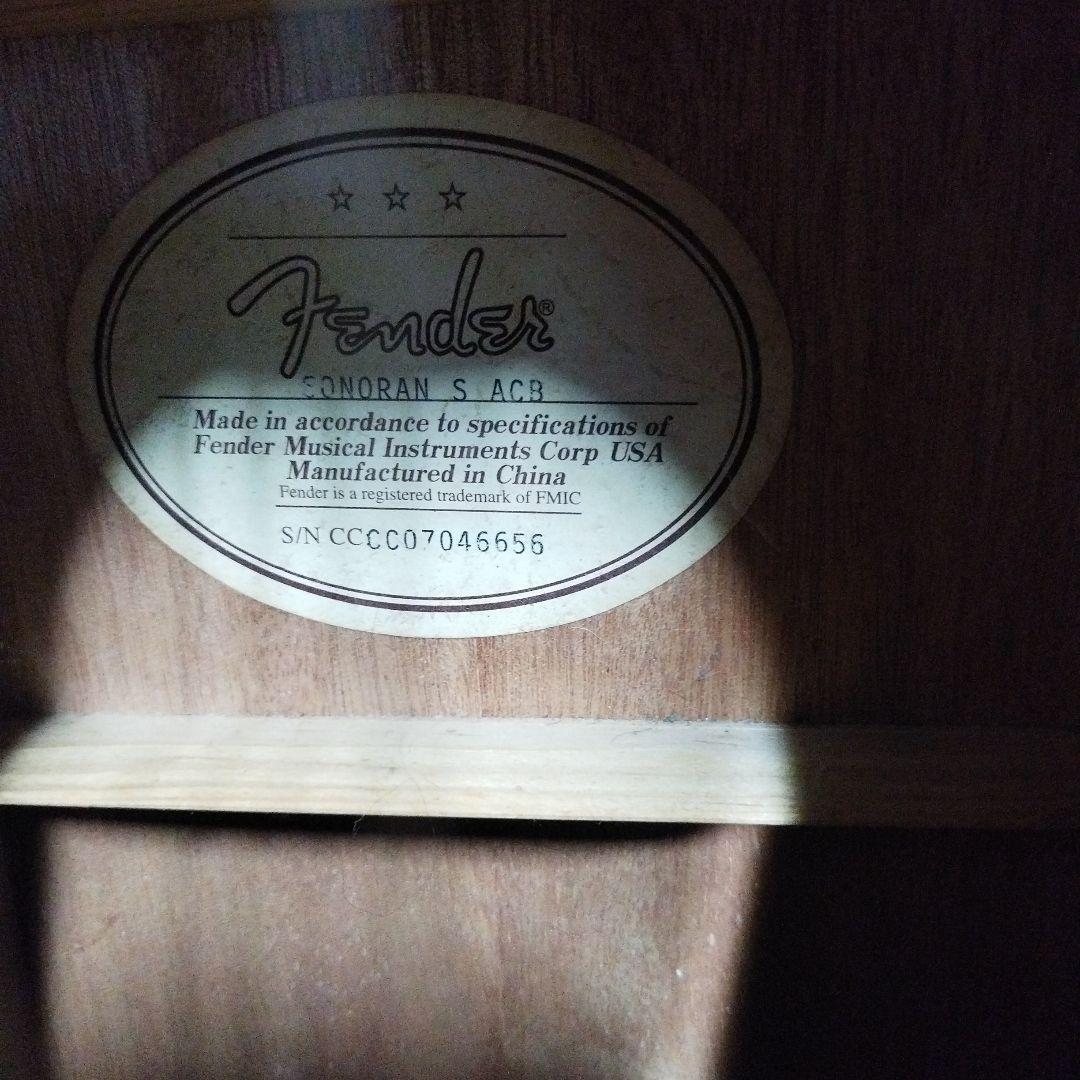 Fender®
SONORAN S ACB
Made in accordance to specifications of
Fender Musical Instruments Corp USA
Manufactured in China
Fender is a registered trademark of FMIC
S/N CCCC07046656